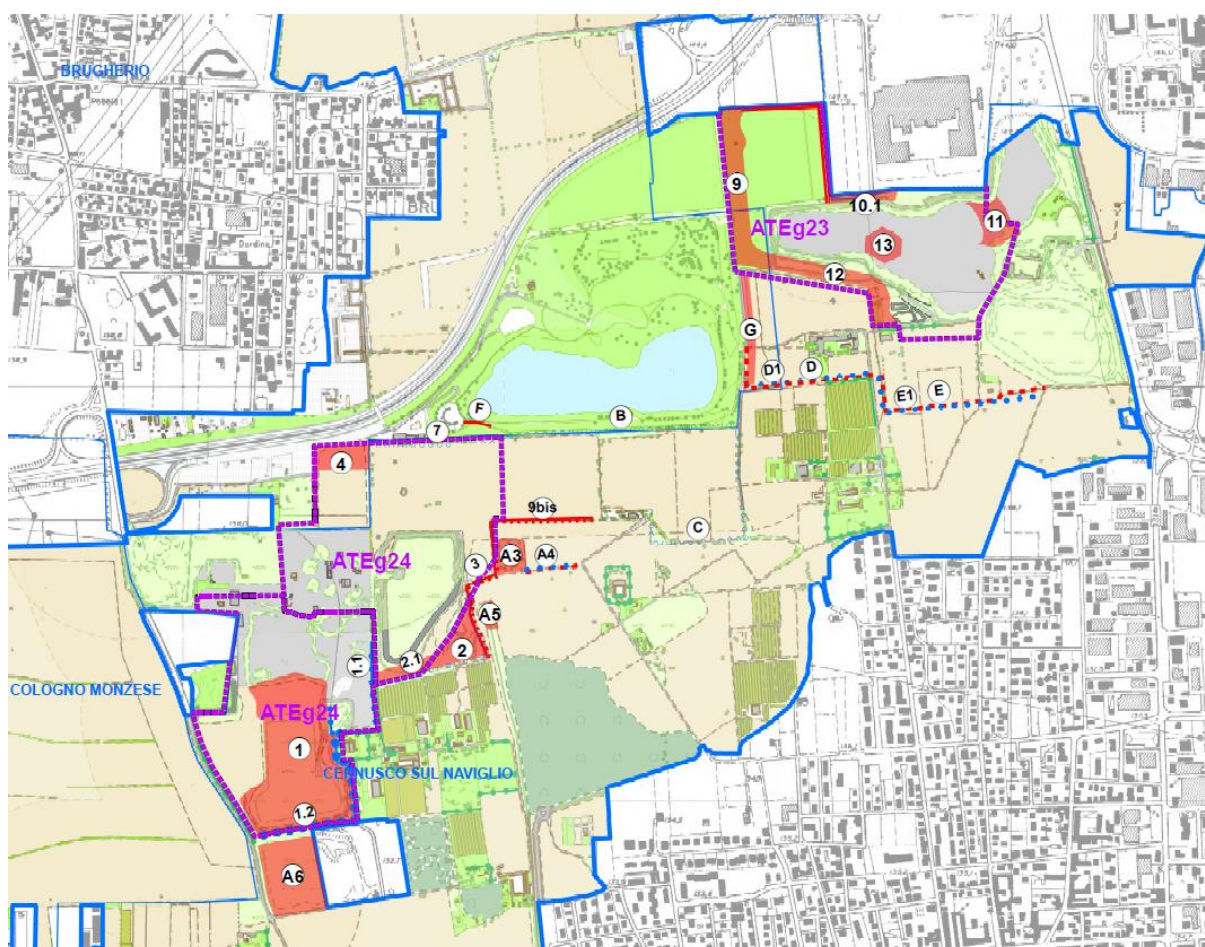 BRUGHERIO
9
10.1
11
ATEg23
13
12
G
D1
D
E1
E
F
B
7
4
9bis
C
3
A3
A4
ATEg24
A5
2
2.1
1.1
COLOGNO MONZESE
ATEg24
1
CERNUSCO SUL NAVIGLIO
1.2
A6